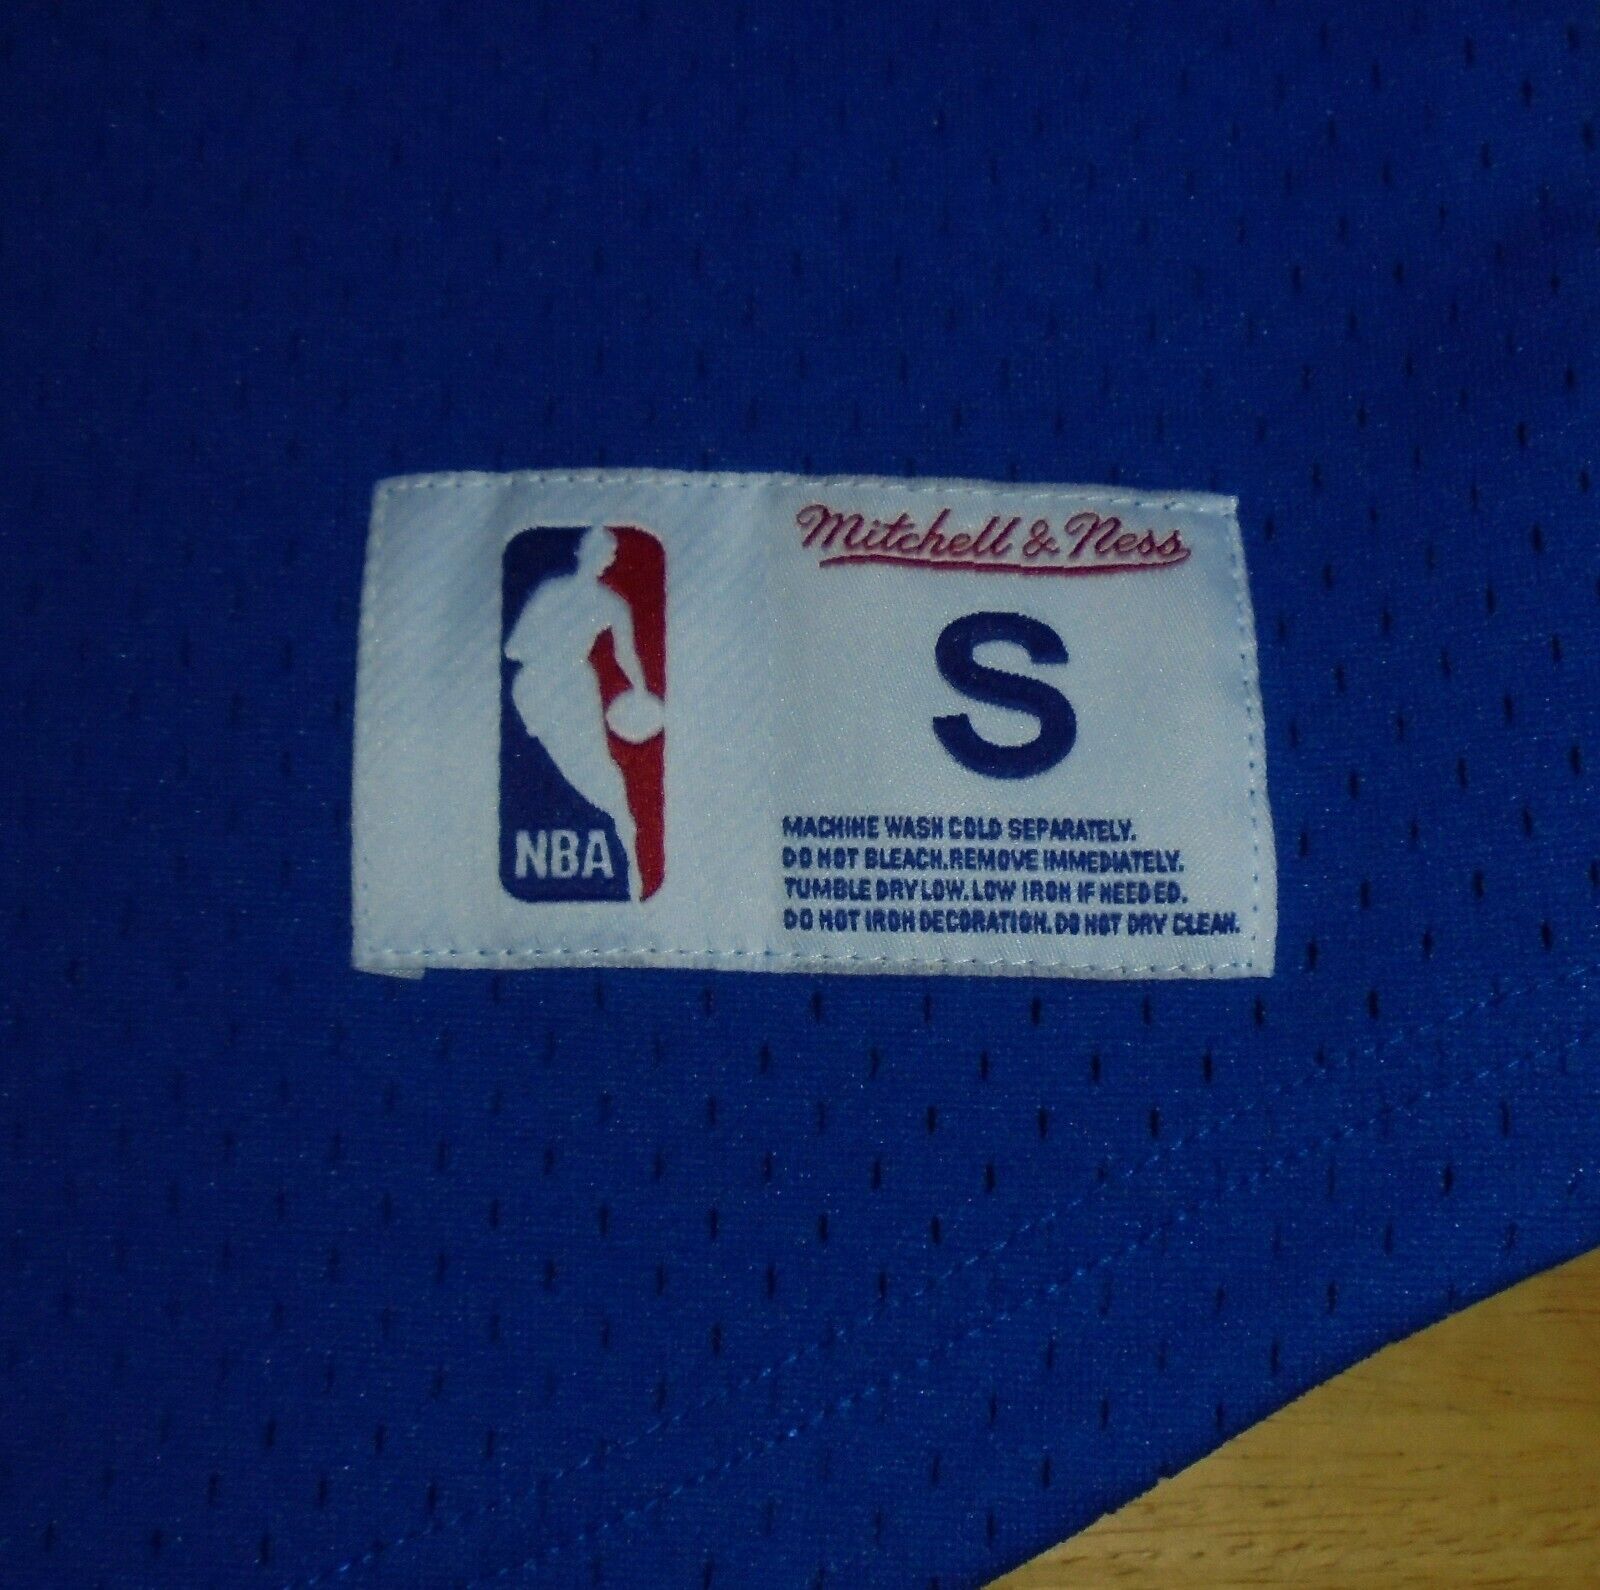 NBA
Mitchell & Ness
S
MACHINE WASH COLD SEPARATELY.
DO NOT BLEACH.REMOVE IMMEDIATELY.
TUMBLE DRY LOW. LOW IRON IF NEEDED.
DO NOT IRON DECORATION. DO NOT DRY CLEAN.